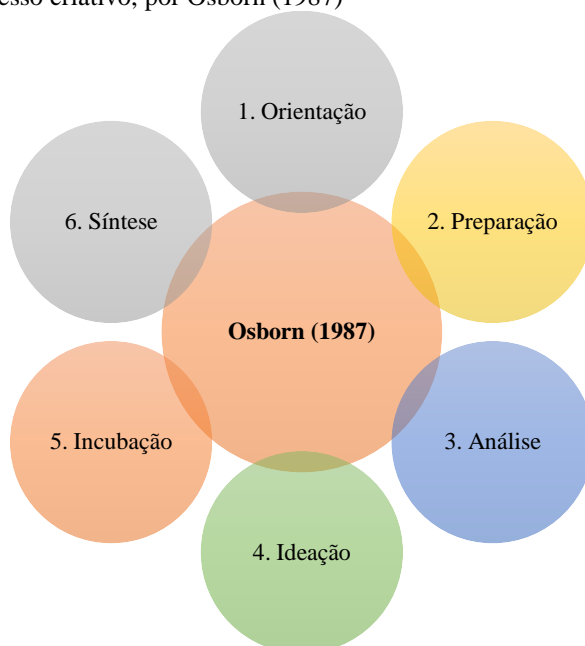 esso criativo, por Osborn (1987)
1. Orientação
2. Preparação
3. Análise
4. Ideação
5. Incubação
6. Síntese
Osborn (1987)